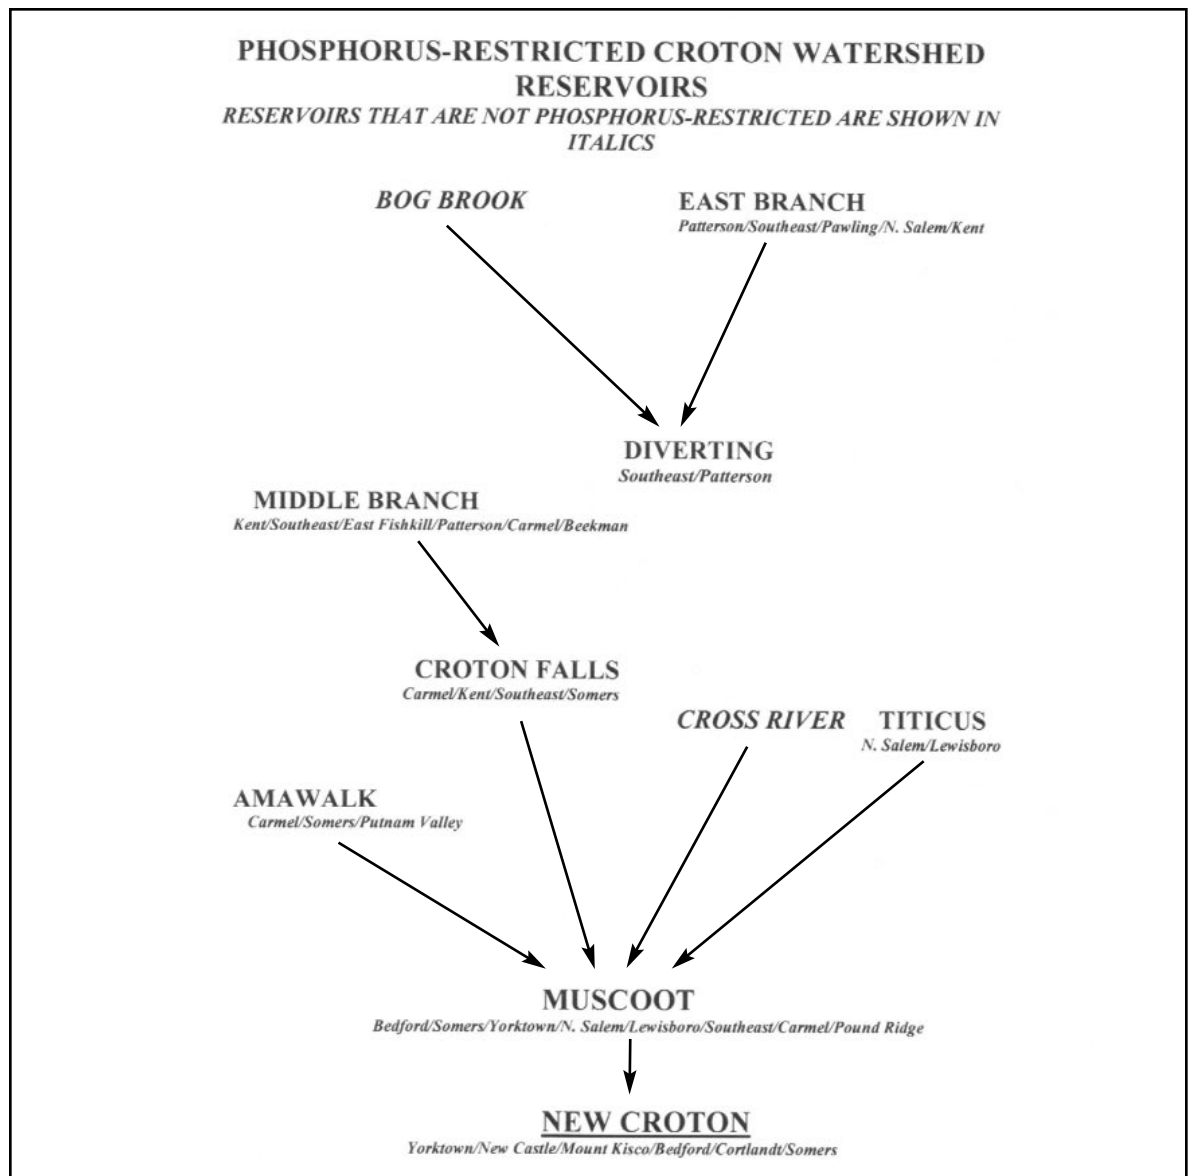 PHOSPHORUS-RESTRICTED CROTON WATERSHED
RESERVOIRS
RESERVOIRS THAT ARE NOT PHOSPHORUS-RESTRICTED ARE SHOWN IN
ITALICS
BOG BROOK
EAST BRANCH
Patterson/Southeast/Pawling/N. Salem/Kent
DIVERTING
Southeast/Patterson
MIDDLE BRANCH
Kent/Southeast/East Fishkill/Patterson/Carmel/Beekman
CROTON FALLS
Carmel/Kent/Southeast/Somers
CROSS RIVER
TITICUS
N. Salem/Lewisboro
AMAWALK
Carmel/Somers/Putnam Valley
MUSCOOT
Bedford/Somers/Yorktown/N. Salem/Lewisboro/Southeast/Carmel/Pound Ridge
NEW CROTON
Yorktown/New Castle/Mount Kisco/Bedford/Cortlandt/Somers